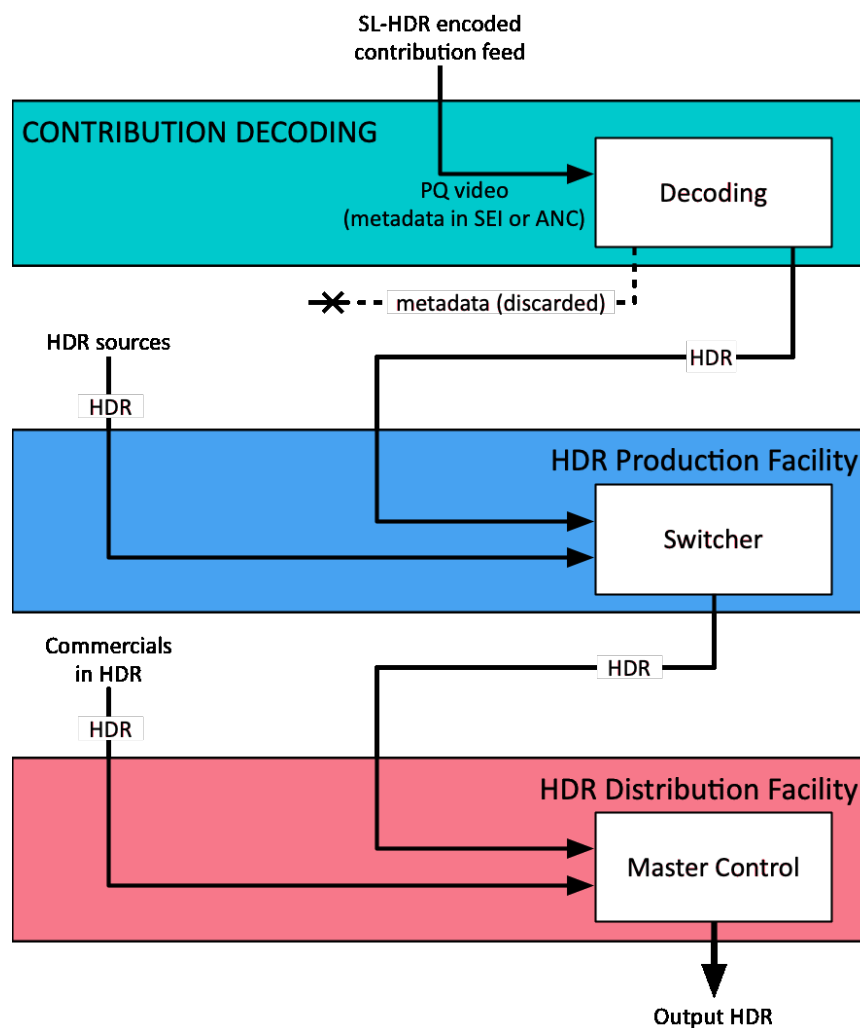 SL-HDR encoded
contribution feed
CONTRIBUTION DECODING
PQ video
(metadata in SEI or ANC)
Decoding
metadata (discarded)
HDR sources
HDR
HDR
HDR Production Facility
Switcher
Commercials
in HDR
HDR
HDR
HDR Distribution Facility
Master Control
Output HDR